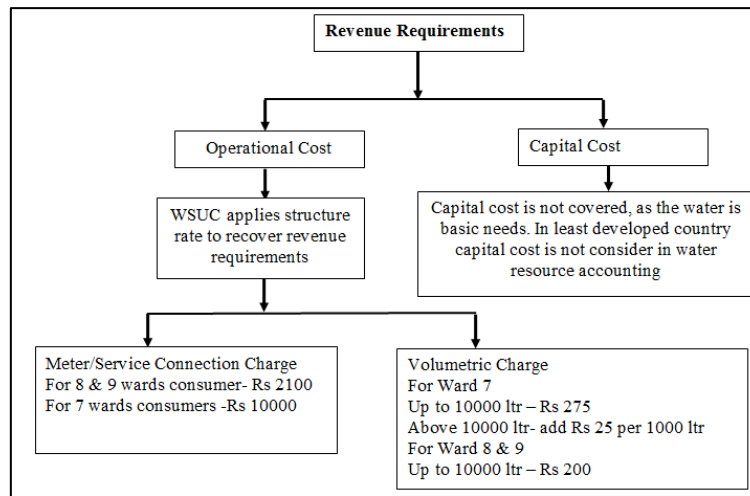 Revenue Requirements
Operational Cost
Capital Cost
WSUC applies structure
rate to recover revenue
requirements
Capital cost is not covered, as the water is
basic needs. In least developed country
capital cost is not consider in water
resource accounting
Meter/Service Connection Charge
For 8 & 9 wards consumer- Rs 2100
For 7 wards consumers -Rs 10000
Volumetric Charge
For Ward 7
Up to 10000 ltr – Rs 275
Above 10000 ltr- add Rs 25 per 1000 ltr
For Ward 8 & 9
Up to 10000 ltr – Rs 200